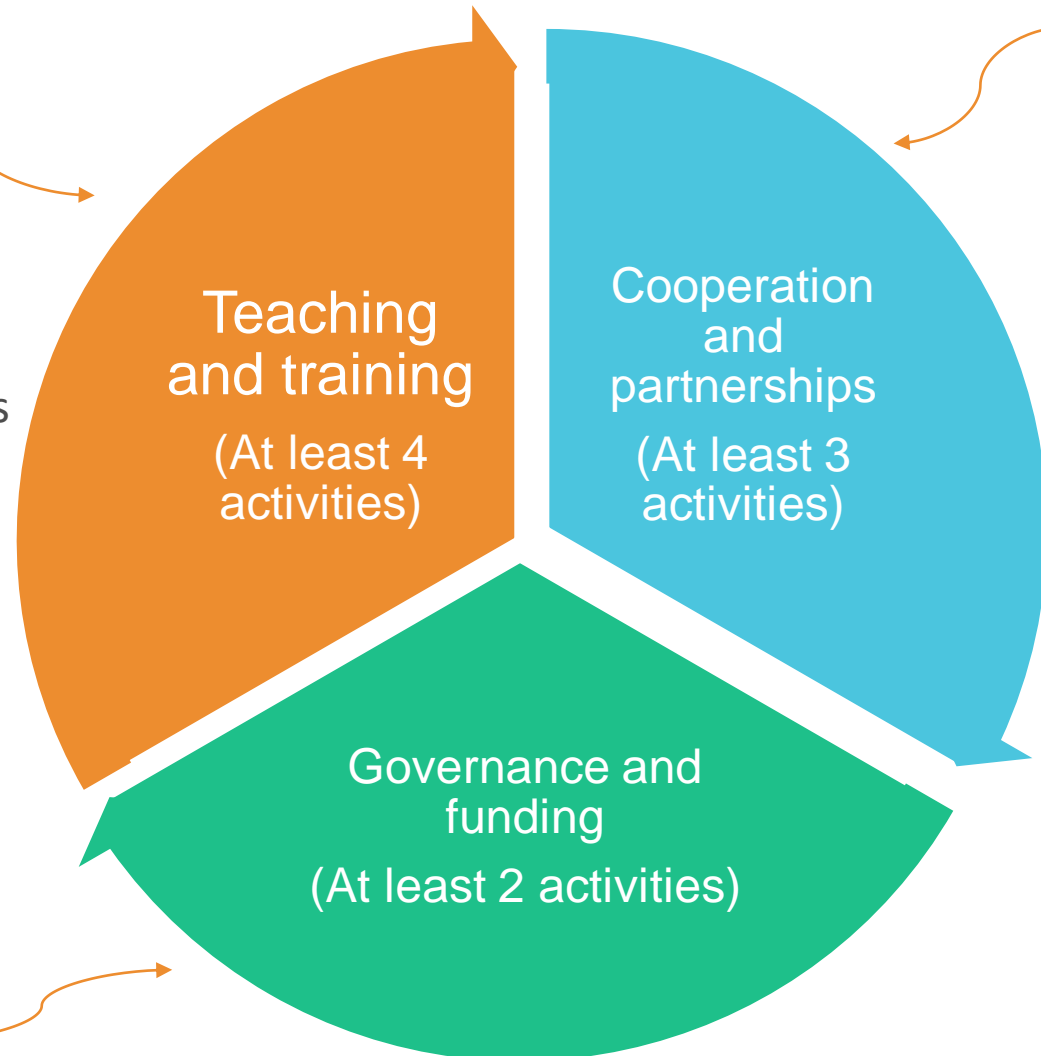 Teaching
and training
(At least 4
activities)
Cooperation
and
partnerships
(At least 3
activities)
s
Governance and
funding
(At least 2 activities)